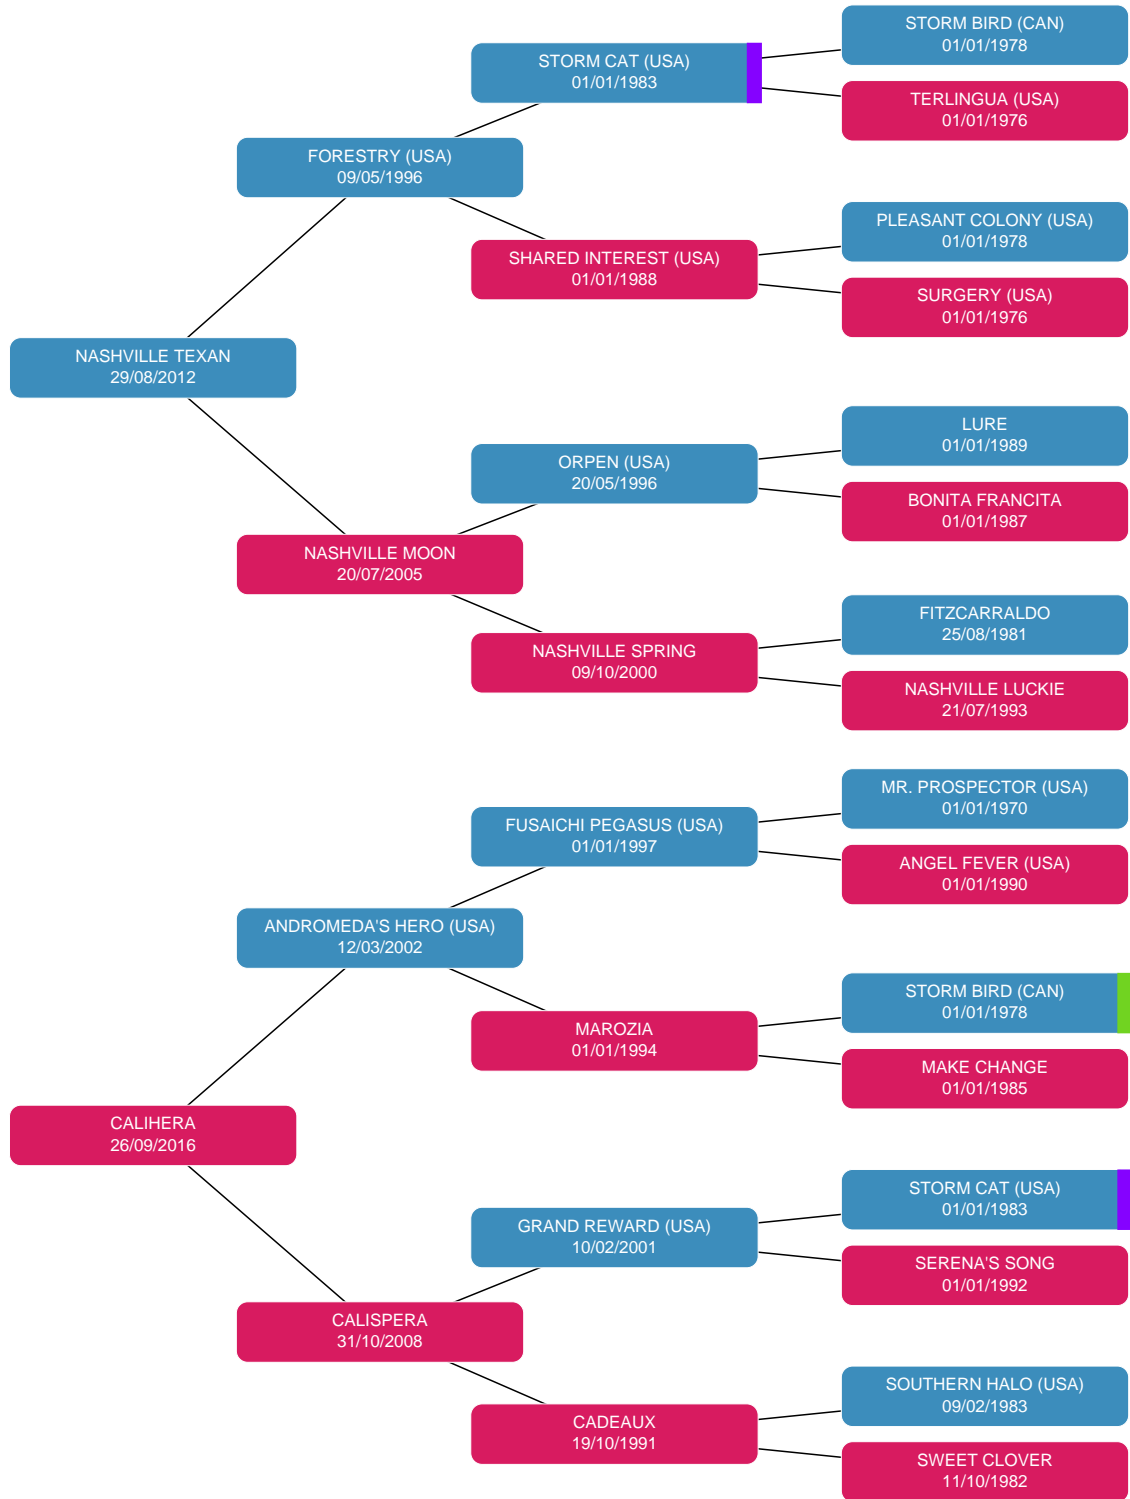 STORM BIRD (CAN)
01/01/1978
STORM CAT (USA)
01/01/1983
TERLINGUA (USA)
01/01/1976
FORESTRY (USA)
09/05/1996
PLEASANT COLONY (USA)
01/01/1978
SHARED INTEREST (USA)
01/01/1988
SURGERY (USA)
01/01/1976
NASHVILLE TEXAN
29/08/2012
LURE
01/01/1989
ORPEN (USA)
20/05/1996
BONITA FRANCITA
01/01/1987
NASHVILLE MOON
20/07/2005
FITZCARRALDO
25/08/1981
NASHVILLE SPRING
09/10/2000
NASHVILLE LUCKIE
21/07/1993
MR. PROSPECTOR (USA)
01/01/1970
FUSAICHI PEGASUS (USA)
01/01/1997
ANGEL FEVER (USA)
01/01/1990
ANDROMEDA'S HERO (USA)
12/03/2002
STORM BIRD (CAN)
01/01/1978
MAROZIA
01/01/1994
MAKE CHANGE
01/01/1985
CALIHERA
26/09/2016
STORM CAT (USA)
01/01/1983
GRAND REWARD (USA)
10/02/2001
SERENA'S SONG
01/01/1992
CALISPERA
31/10/2008
SOUTHERN HALO (USA)
09/02/1983
CADEAUX
19/10/1991
SWEET CLOVER
11/10/1982